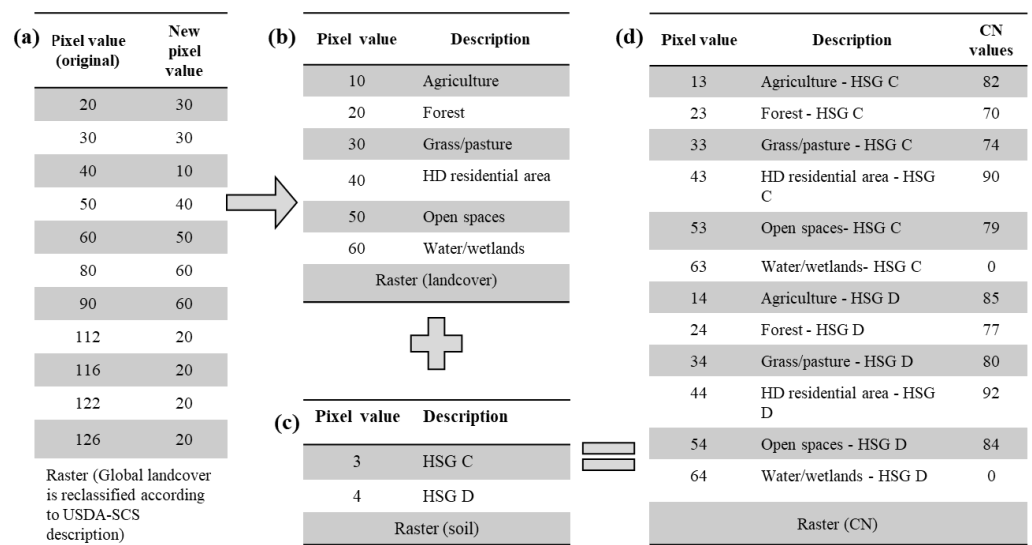 (a)
Pixel value
(original)
New
pixel
value
20 30
30 30
40 10
50 40
60 50
80 60
90 60
112 20
116 20
122 20
126 20
Raster (Global landcover
is reclassified according
to USDA-SCS
description)
(b)
Pixel value Description
10 Agriculture
20 Forest
30 Grass/pasture
40 HD residential area
50 Open spaces
60 Water/wetlands
Raster (landcover)
(c)
Pixel value Description
3 HSG C
4 HSG D
Raster (soil)
(d)
Pixel value Description
CN
values
13 Agriculture - HSG C 82
23 Forest - HSG C 70
33 Grass/pasture - HSG C 74
43 HD residential area - HSG 90
C
53 Open spaces- HSG C 79
63 Water/wetlands- HSG C 0
14 Agriculture - HSG D 85
24 Forest - HSG D 77
34 Grass/pasture - HSG D 80
44 HD residential area - HSG 92
D
54 Open spaces - HSG D 84
64 Water/wetlands - HSG D 0
Raster (CN)